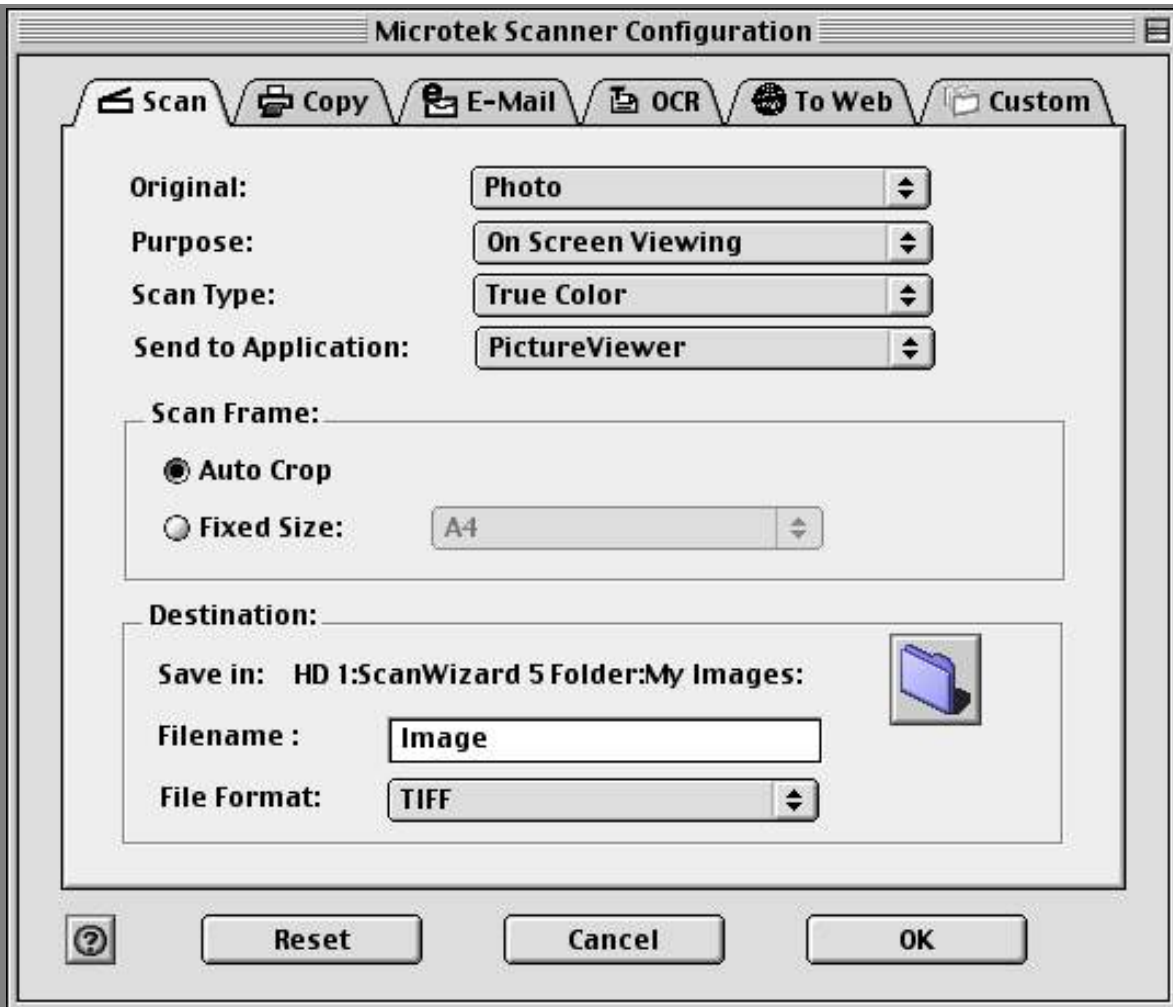 Microtek Scanner Configuration
Scan Copy E-Mail OCR To Web Custom
Original: Photo
Purpose: On Screen Viewing
Scan Type: True Color
Send to Application: PictureViewer
Scan Frame:
Auto Crop
Fixed Size: A4
Destination:
Save in: HD 1:ScanWizard 5 Folder:My Images:
Filename : Image
File Format: TIFF
? Reset Cancel OK